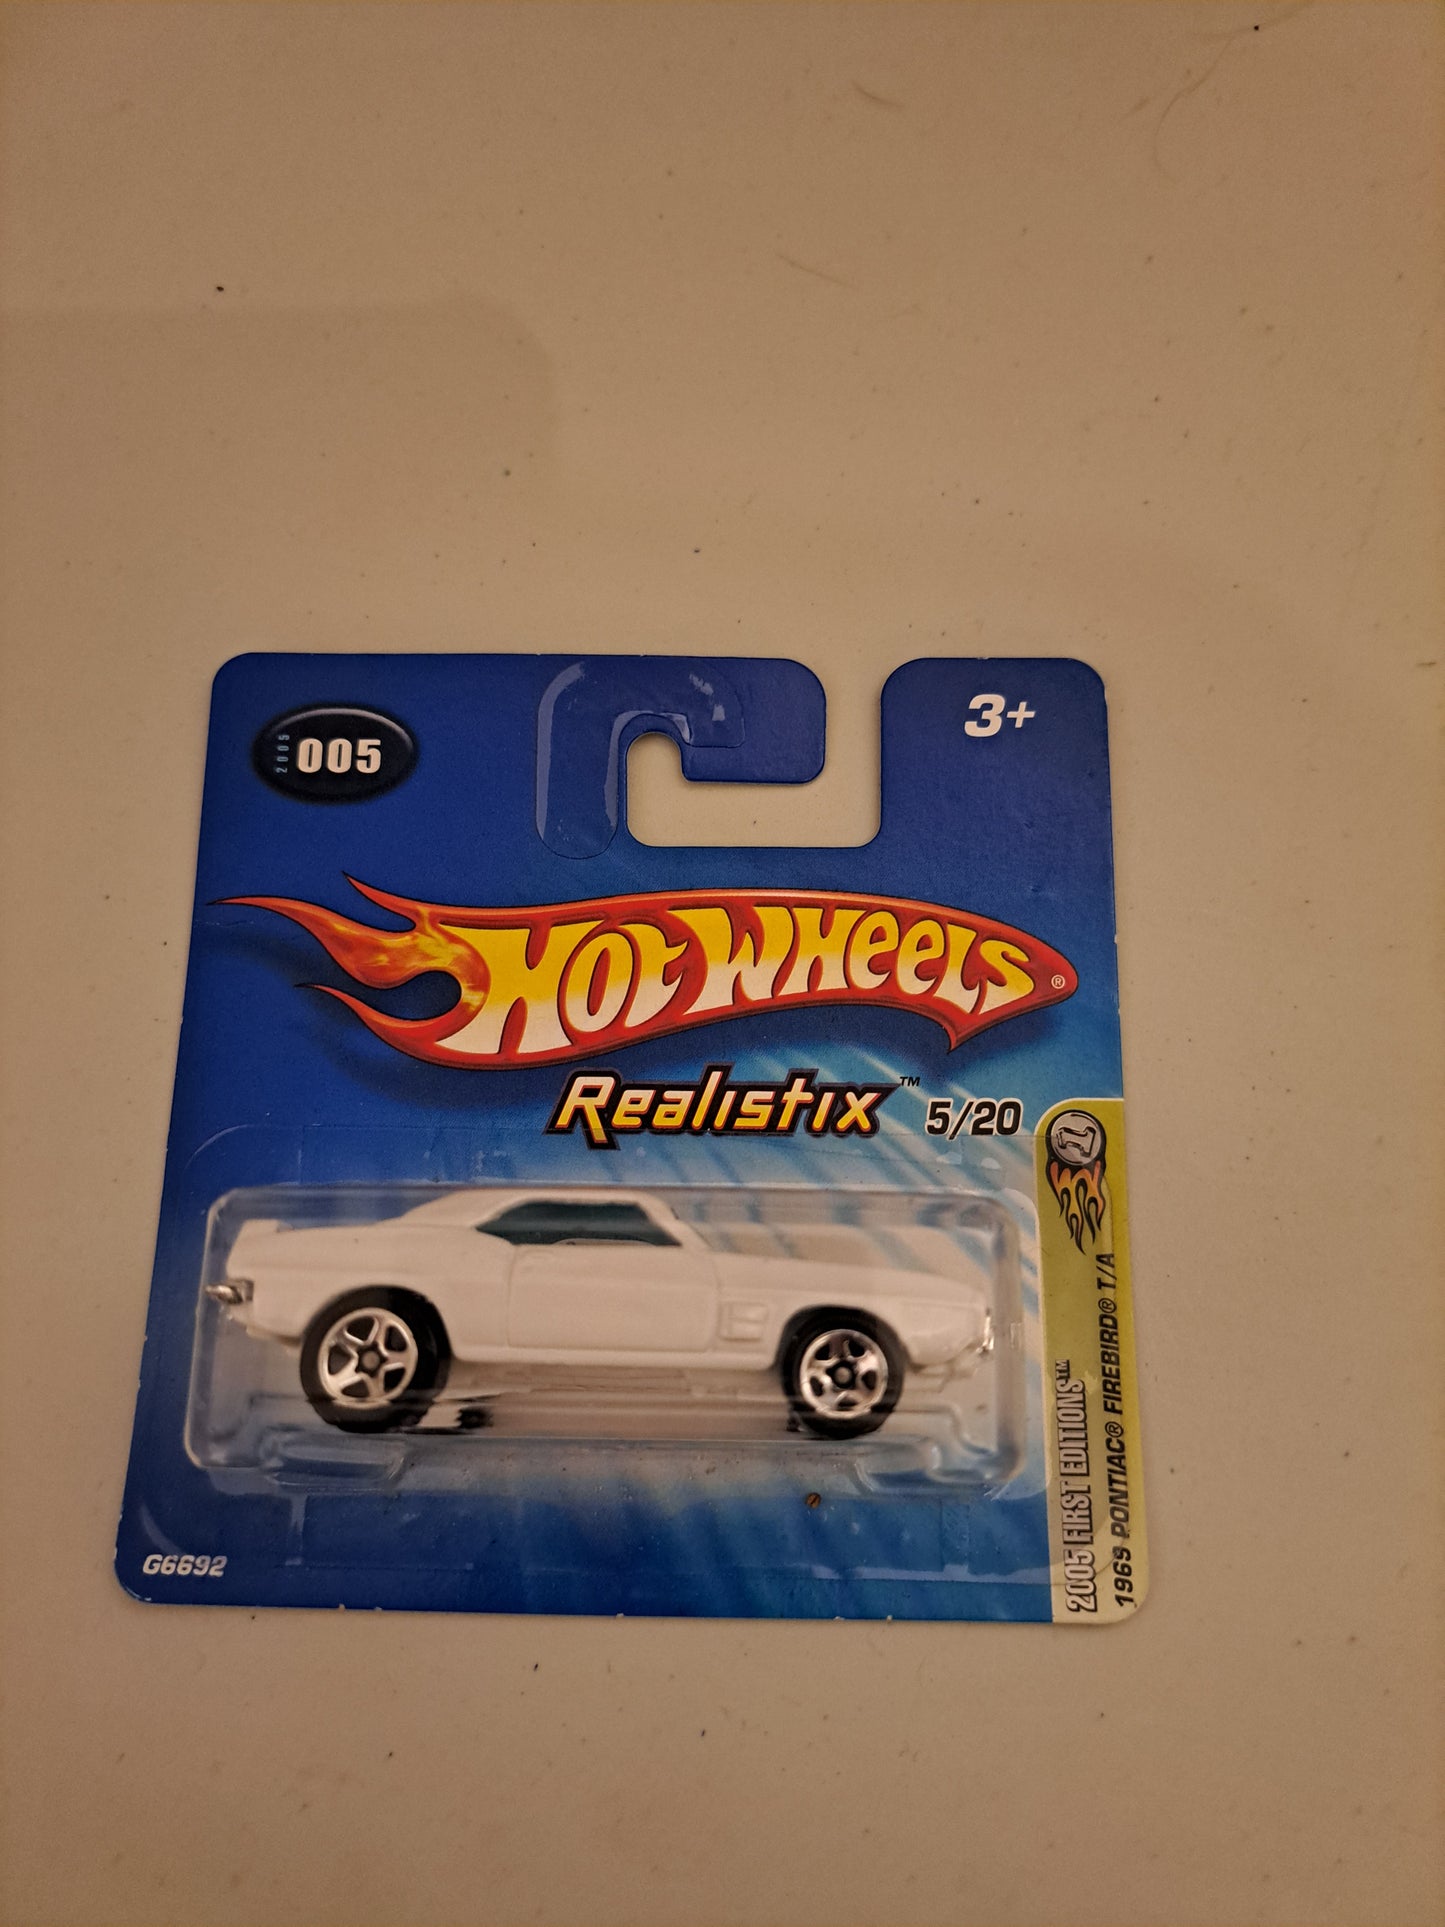 2005
005
3+
HOT WHEELS®
Realistix™ 5/20
2005 FIRST EDITIONS™
1969 PONTIAC® FIREBIRD® T/A
G6692